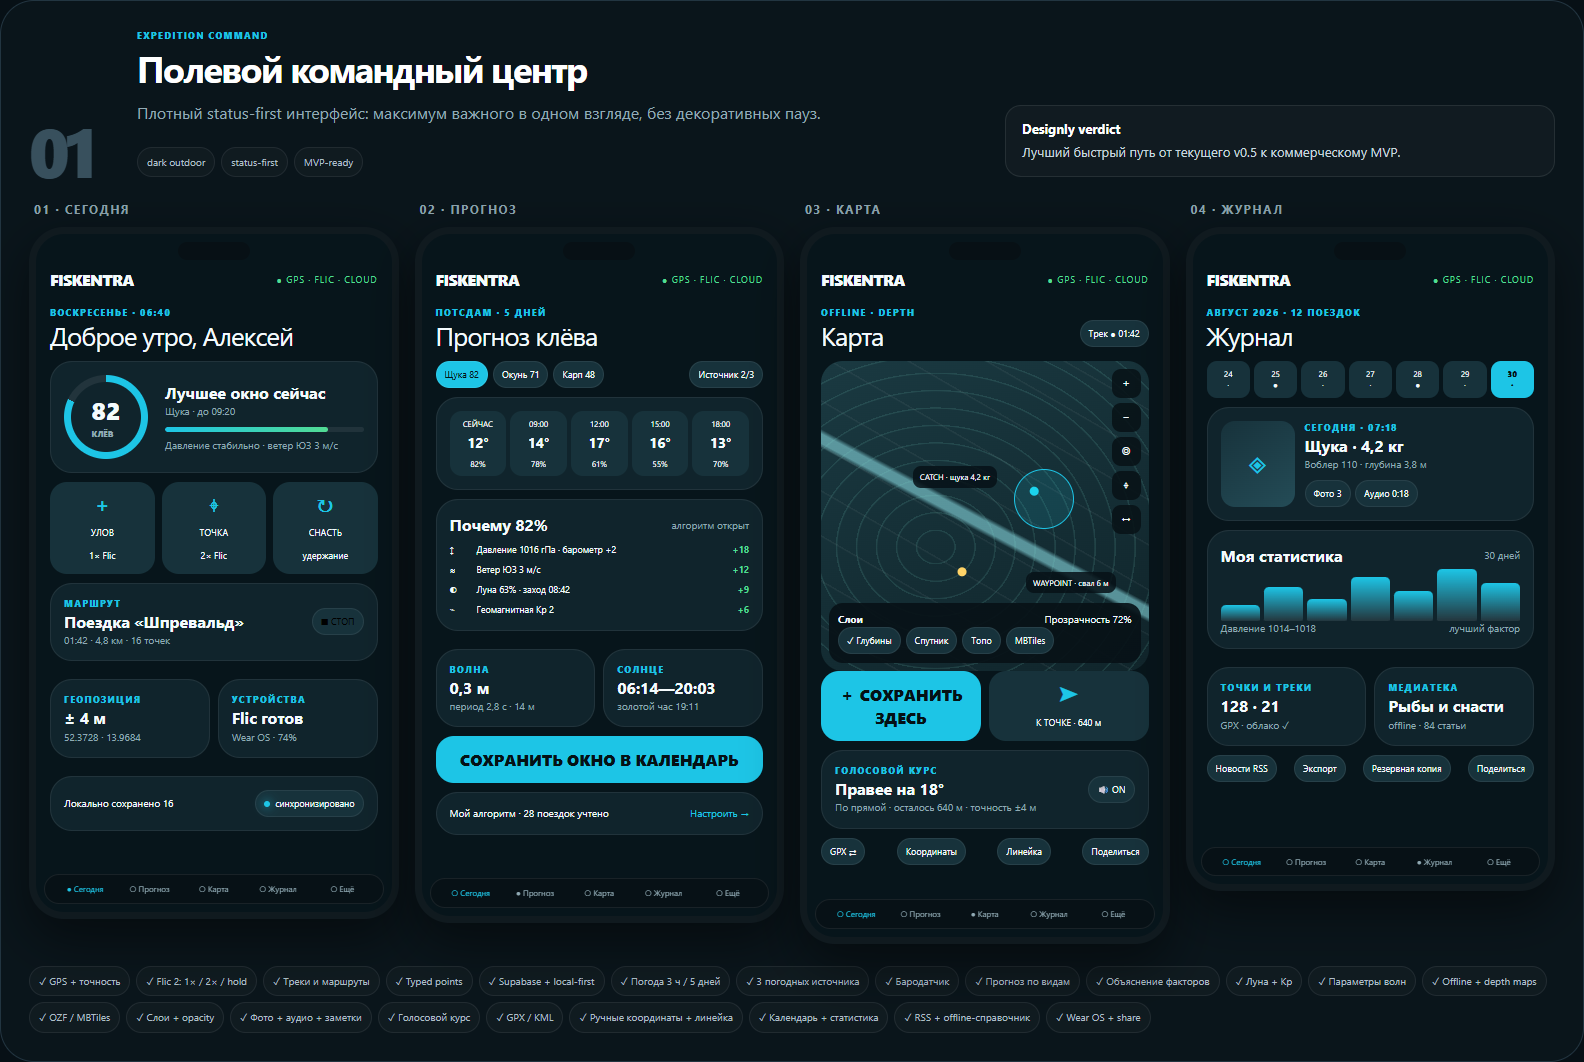 EXPEDITION COMMAND
Полевой командный центр
Плотный status-first интерфейс: максимум важного в одном взгляде, без декоративных пауз.
01
dark outdoor
status-first
MVP-ready
Designly verdict
Лучший быстрый путь от текущего v0.5 к коммерческому MVP.
01 · СЕГОДНЯ
FISKENTRA
● GPS · FLIC · CLOUD
ВОСКРЕСЕНЬЕ · 06:40
Доброе утро, Алексей
82
КЛЁВ
Лучшее окно сейчас
Щука · до 09:20
Давление стабильно · ветер ЮЗ 3 м/с
+
УЛОВ
1× Flic
ТОЧКА
2× Flic
↻
СНАСТЬ
удержание
МАРШРУТ
Поездка «Шпревальд»
01:42 · 4,8 км · 16 точек
■ СТОП
ГЕОПОЗИЦИЯ
± 4 м
52.3728 · 13.9684
УСТРОЙСТВА
Flic готов
Wear OS · 74%
Локально сохранено 16
● синхронизировано
● Сегодня
○ Прогноз
○ Карта
○ Журнал
○ Ещё
02 · ПРОГНОЗ
FISKENTRA
● GPS · FLIC · CLOUD
ПОТСДАМ · 5 ДНЕЙ
Прогноз клёва
Щука 82
Окунь 71
Карп 48
Источник 2/3
СЕЙЧАС
12°
82%
09:00
14°
78%
12:00
17°
61%
15:00
16°
55%
18:00
13°
70%
Почему 82%
алгоритм открыт
↕ Давление 1016 гПа · барометр +2 +18
≈ Ветер ЮЗ 3 м/с +12
◐ Луна 63% · заход 08:42 +9
~ Геомагнитная Kp 2 +6
ВОЛНА
0,3 м
период 2,8 с · 14 м
СОЛНЦЕ
06:14—20:03
золотой час 19:11
СОХРАНИТЬ ОКНО В КАЛЕНДАРЬ
Мой алгоритм · 28 поездок учтено
Настроить →
○ Сегодня
● Прогноз
○ Карта
○ Журнал
○ Ещё
03 · КАРТА
FISKENTRA
● GPS · FLIC · CLOUD
OFFLINE · DEPTH
Карта
Трек ● 01:42
+
−
◎
⌖
↔
CATCH · щука 4,2 кг
WAYPOINT · свал 6 м
Слои
Прозрачность 72%
✓ Глубины
Спутник
Топо
MBTiles
+ СОХРАНИТЬ
ЗДЕСЬ
➤
К ТОЧКЕ · 640 м
ГОЛОСОВОЙ КУРС
Правее на 18°
По прямой · осталось 640 м · точность ±4 м
🔊 ON
GPX ⇄
Координаты
Линейка
Поделиться
○ Сегодня
○ Прогноз
● Карта
○ Журнал
○ Ещё
04 · ЖУРНАЛ
FISKENTRA
● GPS · FLIC · CLOUD
АВГУСТ 2026 · 12 ПОЕЗДОК
Журнал
24
·
25
●
26
·
27
·
28
●
29
·
30
·
СЕГОДНЯ · 07:18
Щука · 4,2 кг
Воблер 110 · глубина 3,8 м
Фото 3
Аудио 0:18
Моя статистика
30 дней
Давление 1014–1018
лучший фактор
ТОЧКИ И ТРЕКИ
128 · 21
GPX · облако ✓
МЕДИАТЕКА
Рыбы и снасти
offline · 84 статьи
Новости RSS
Экспорт
Резервная копия
Поделиться
○ Сегодня
○ Прогноз
○ Карта
● Журнал
○ Ещё
✓ GPS + точность
✓ Flic 2: 1× / 2× / hold
✓ Треки и маршруты
✓ Typed points
✓ Supabase + local-first
✓ Погода 3 ч / 5 дней
✓ 3 погодных источника
✓ Бародатчик
✓ Прогноз по видам
✓ Объяснение факторов
✓ Луна + Kp
✓ Параметры волн
✓ Offline + depth maps
✓ OZF / MBTiles
✓ Слои + opacity
✓ Фото + аудио + заметки
✓ Голосовой курс
✓ GPX / KML
✓ Ручные координаты + линейка
✓ Календарь + статистика
✓ RSS + offline-справочник
✓ Wear OS + share